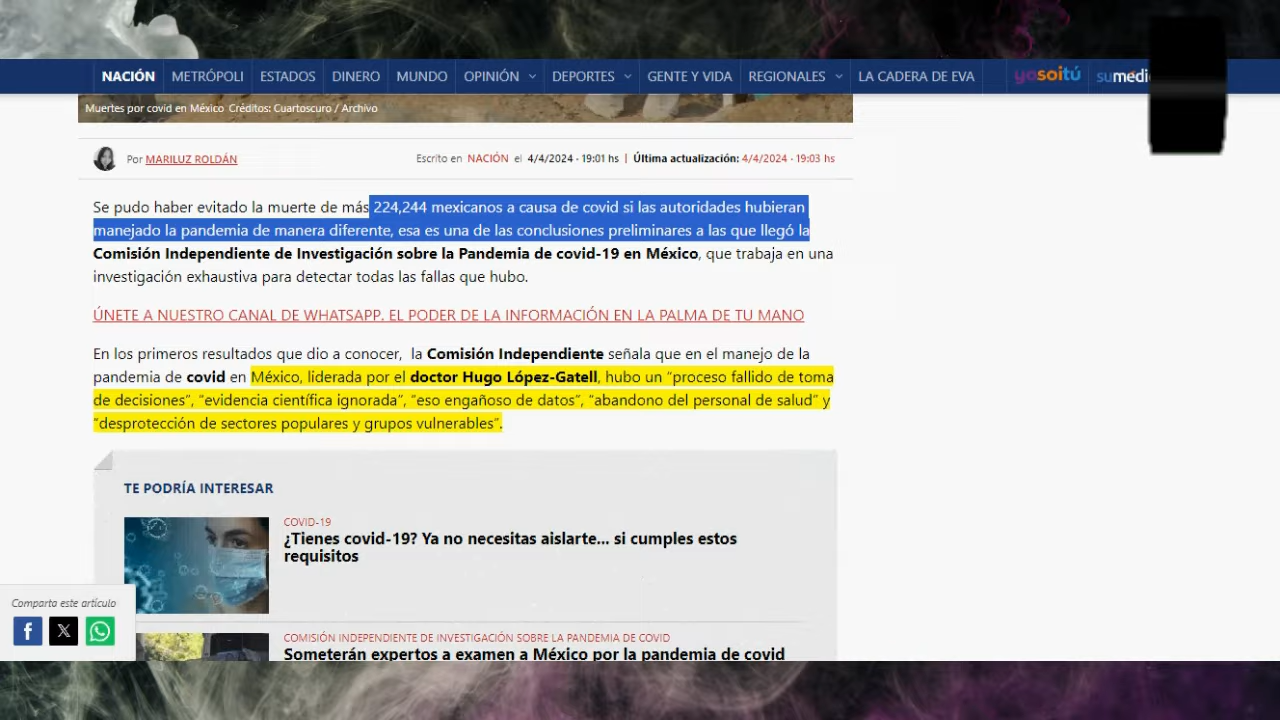 NACIÓN METRÓPOLI ESTADOS DINERO MUNDO OPINIÓN DEPORTES GENTE Y VIDA REGIONALES LA CADERA DE EVA yosoitú
Muertes por covid en México Créditos: Cuartoscuro / Archivo
Por MARILUZ ROLDÁN Escrito en NACIÓN el 4/4/2024 · 19:01 hs | Última actualización: 4/4/2024 · 19:03 hs
Se pudo haber evitado la muerte de más 224,244 mexicanos a causa de covid si las autoridades hubieran
manejado la pandemia de manera diferente, esa es una de las conclusiones preliminares a las que llegó la
Comisión Independiente de Investigación sobre la Pandemia de covid-19 en México, que trabaja en una
investigación exhaustiva para detectar todas las fallas que hubo.
ÚNETE A NUESTRO CANAL DE WHATSAPP. EL PODER DE LA INFORMACIÓN EN LA PALMA DE TU MANO
En los primeros resultados que dio a conocer, la Comisión Independiente señala que en el manejo de la
pandemia de covid en México, liderada por el doctor Hugo López-Gatell, hubo un “proceso fallido de toma
de decisiones”, “evidencia científica ignorada”, “eso engañoso de datos”, “abandono del personal de salud” y
“desprotección de sectores populares y grupos vulnerables”.
TE PODRÍA INTERESAR
COVID-19
¿Tienes covid-19? Ya no necesitas aislarte... si cumples estos
requisitos
Comparta este artículo
COMISIÓN INDEPENDIENTE DE INVESTIGACIÓN SOBRE LA PANDEMIA DE COVID
Someterán expertos a examen a México por la pandemia de covid